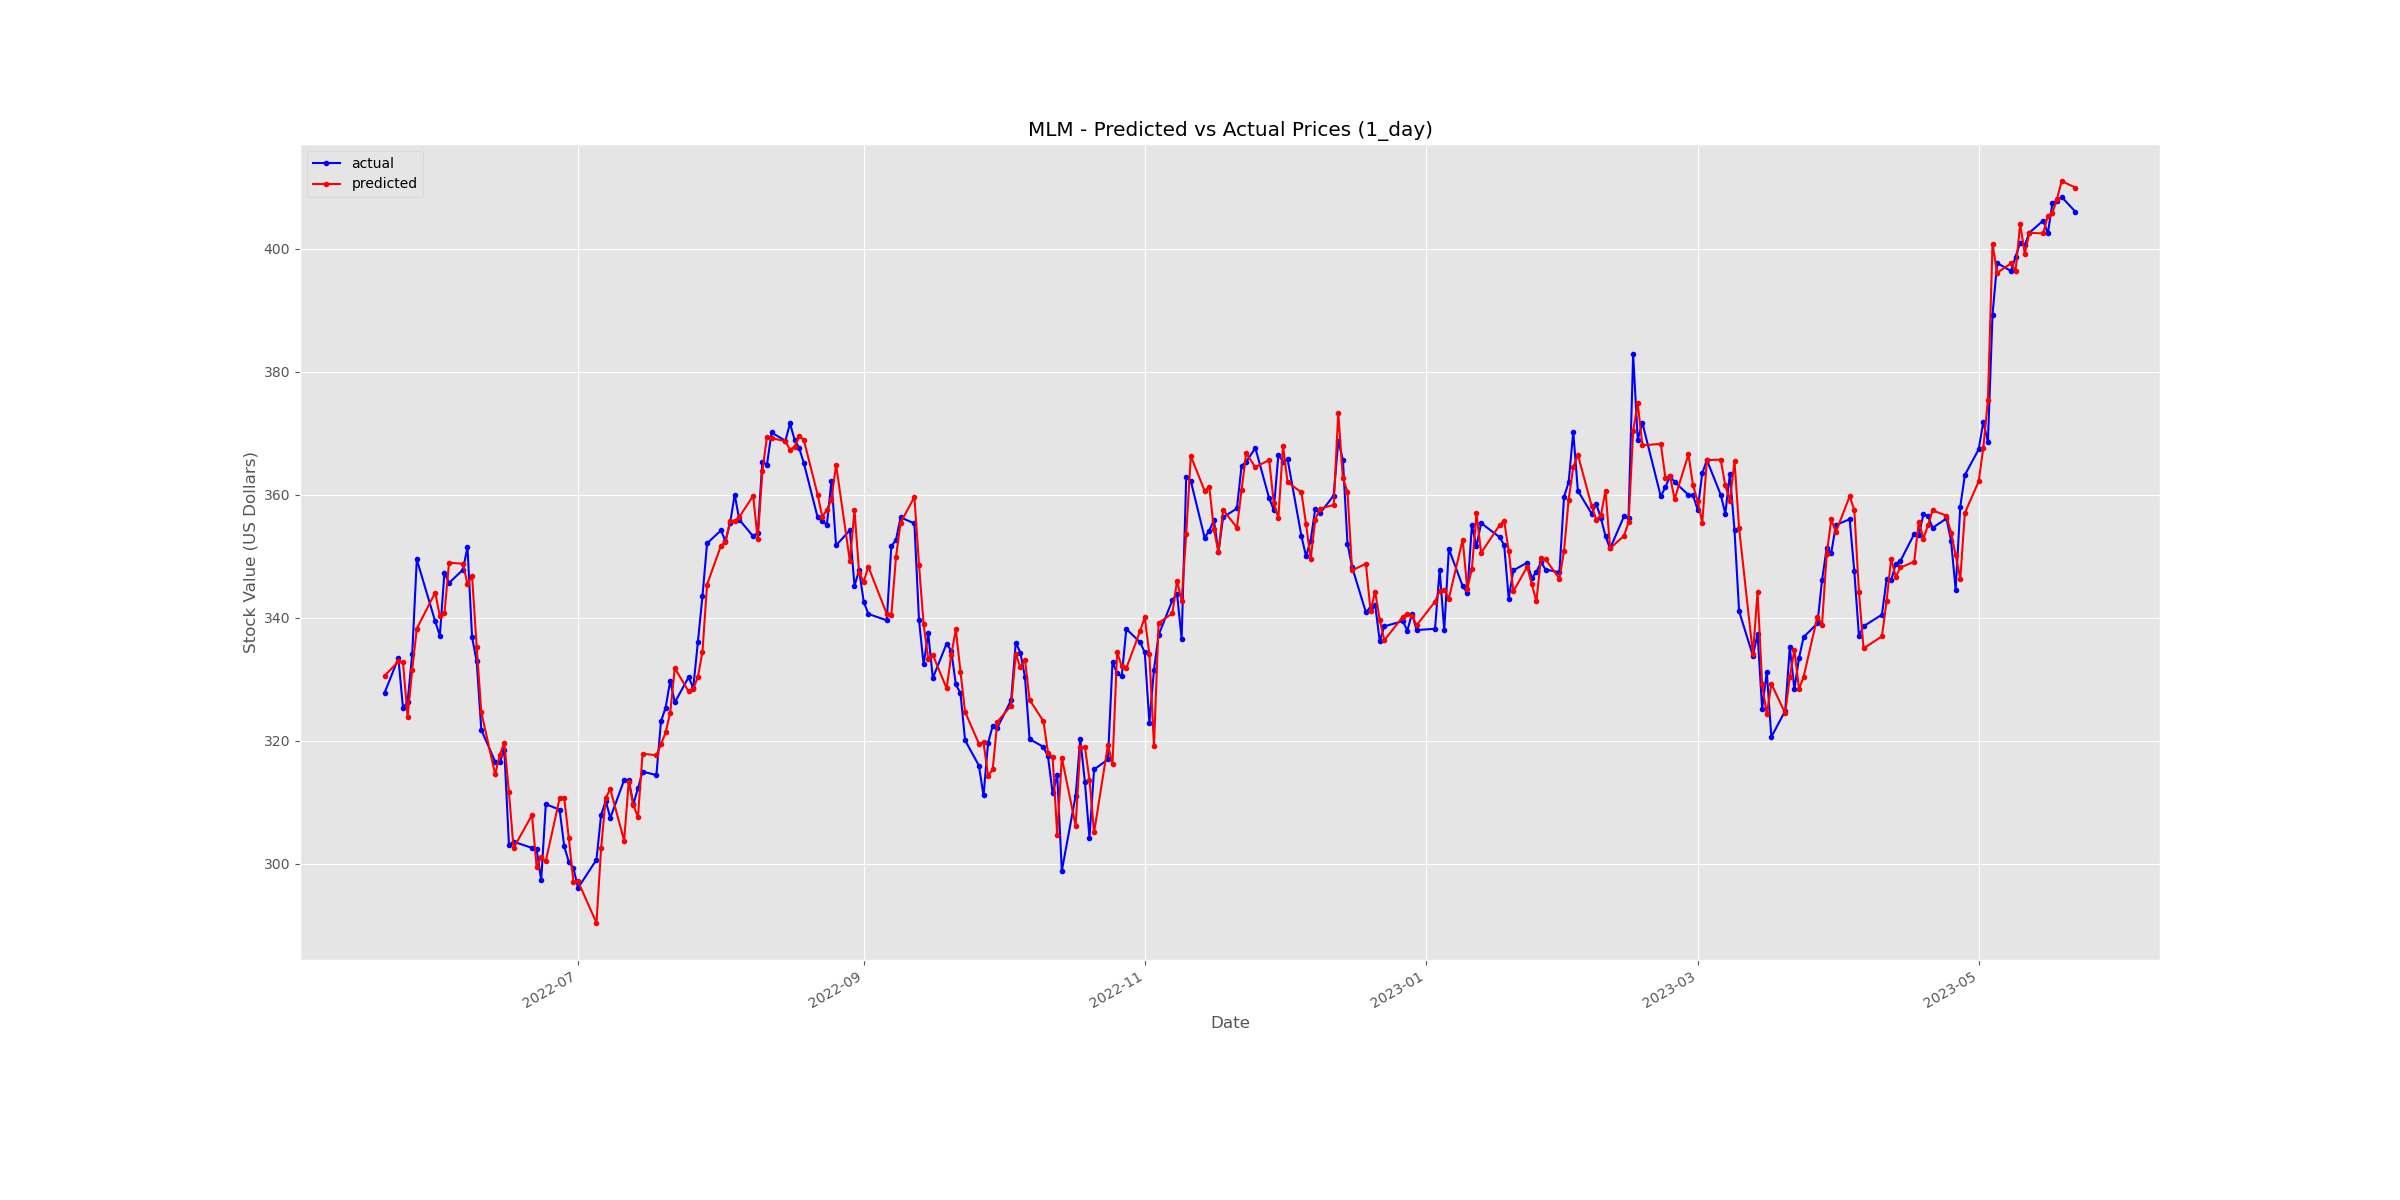 MLM - Predicted vs Actual Prices (1_day)
actual
predicted
400
380
360
340
320
300
Stock Value (US Dollars)
2022-07
2022-09
2022-11
2023-01
2023-03
2023-05
Date